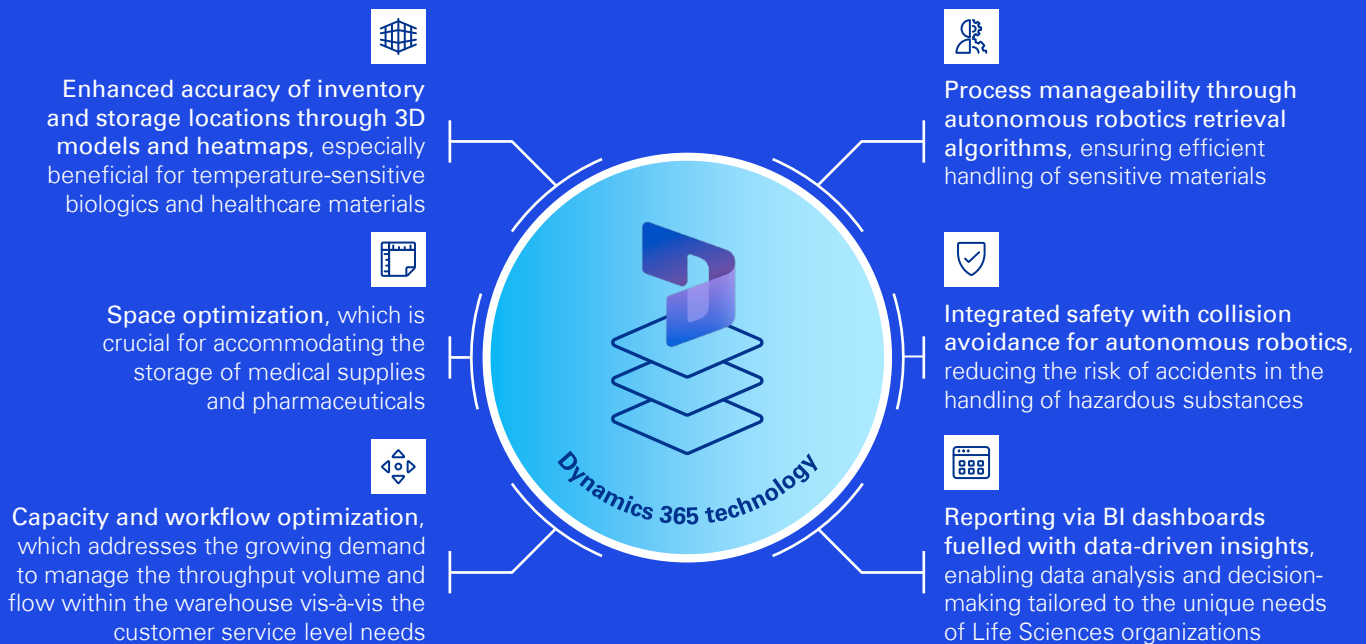 Enhanced accuracy of inventory
and storage locations through 3D
models and heatmaps, especially
beneficial for temperature-sensitive
biologics and healthcare materials
Space optimization, which is
crucial for accommodating the
storage of medical supplies
and pharmaceuticals
Capacity and workflow optimization,
which addresses the growing demand
to manage the throughput volume and
flow within the warehouse vis-à-vis the
customer service level needs
Dynamics 365 technology
Process manageability through
autonomous robotics retrieval
algorithms, ensuring efficient
handling of sensitive materials
Integrated safety with collision
avoidance for autonomous robotics,
reducing the risk of accidents in the
handling of hazardous substances
Reporting via BI dashboards
fuelled with data-driven insights,
enabling data analysis and decision-
making tailored to the unique needs
of Life Sciences organizations